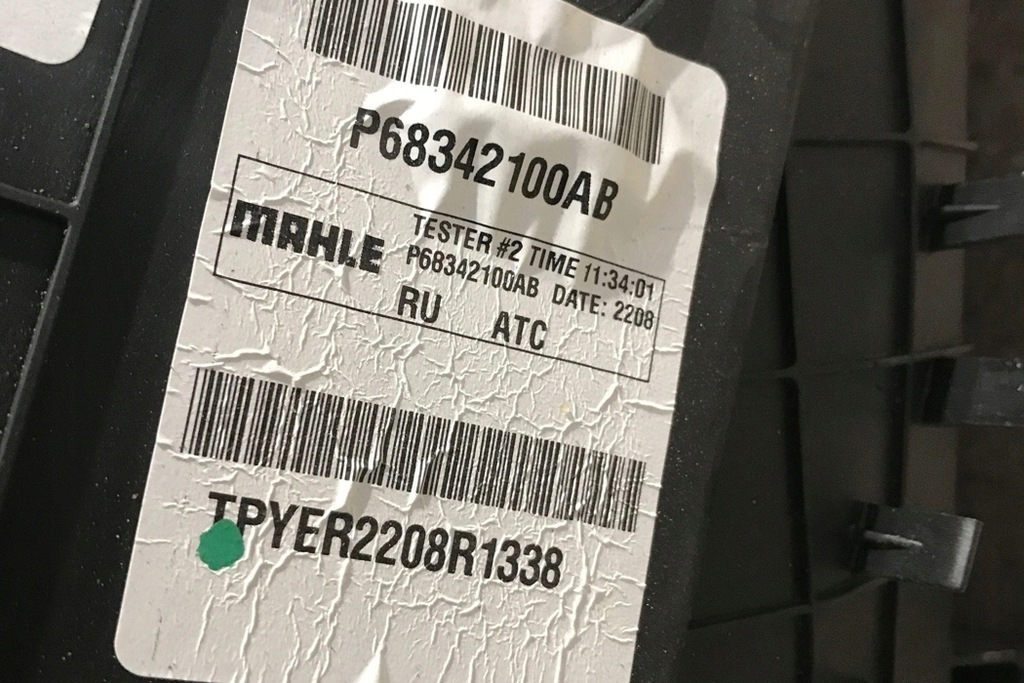 P68342100AB
MAHLE
TESTER #2 TIME 11:34:01
P68342100AB DATE: 2208
RU ATC
TPYER2208R1338